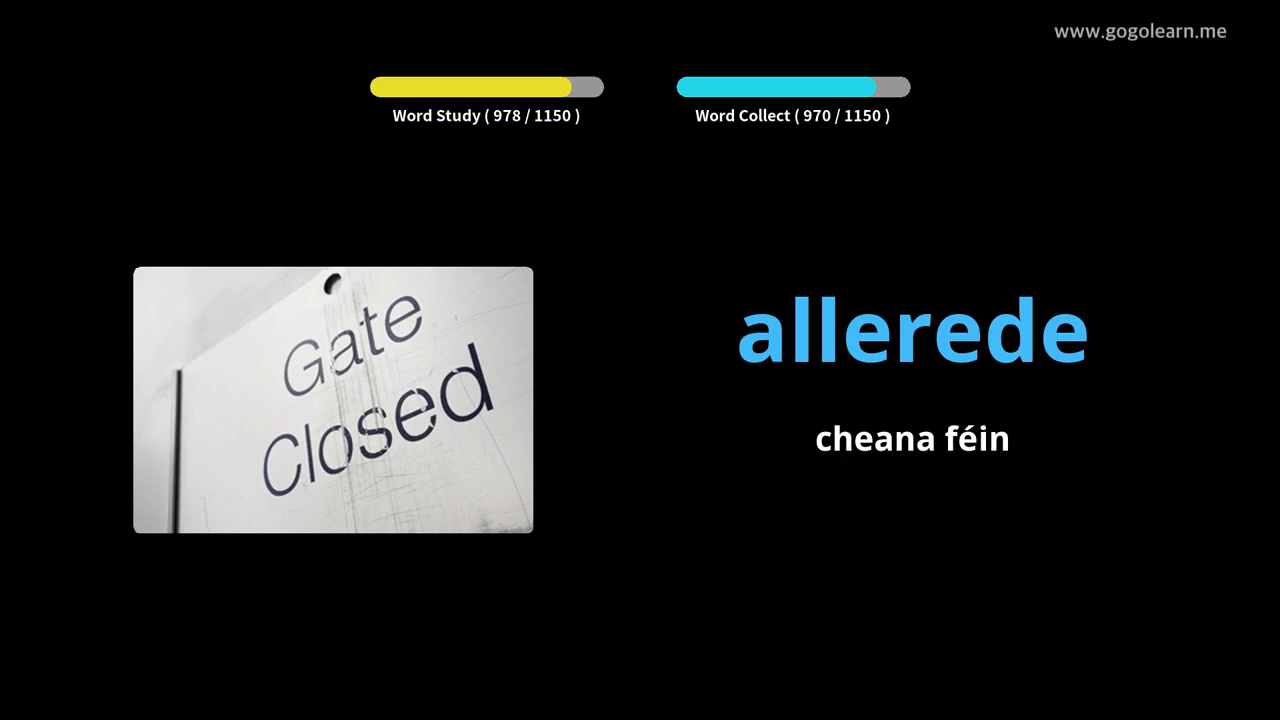 www.gogolearn.me
Word Study ( 978 / 1150 )
Word Collect ( 970 / 1150 )
Gate
Closed
allerede
cheana féin